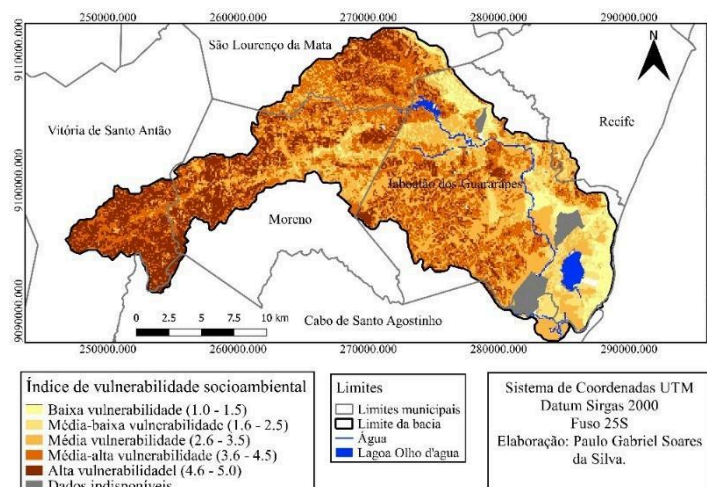 250000.000 260000.000 270000.000 280000.000 290000.000
9110000.000
9100000.000
9090000.000
São Lourenço da Mata
Vitória de Santo Antão
Recife
Jaboatão dos Guararapes
Moreno
Cabo de Santo Agostinho
0 2.5 5 7.5 10 km
250000.000 260000.000 270000.000 280000.000 290000.000
Índice de vulnerabilidade socioambiental
Baixa vulnerabilidade (1.0 - 1.5)
Média-baixa vulnerabilidade (1.6 - 2.5)
Média vulnerabilidade (2.6 - 3.5)
Média-alta vulnerabilidade (3.6 - 4.5)
Alta vulnerabilidadel (4.6 - 5.0)
Dados indisponíveis
Limites
Limites municipais
Limite da bacia
Água
Lagoa Olho d'agua
Sistema de Coordenadas UTM
Datum Sirgas 2000
Fuso 25S
Elaboração: Paulo Gabriel Soares
da Silva.